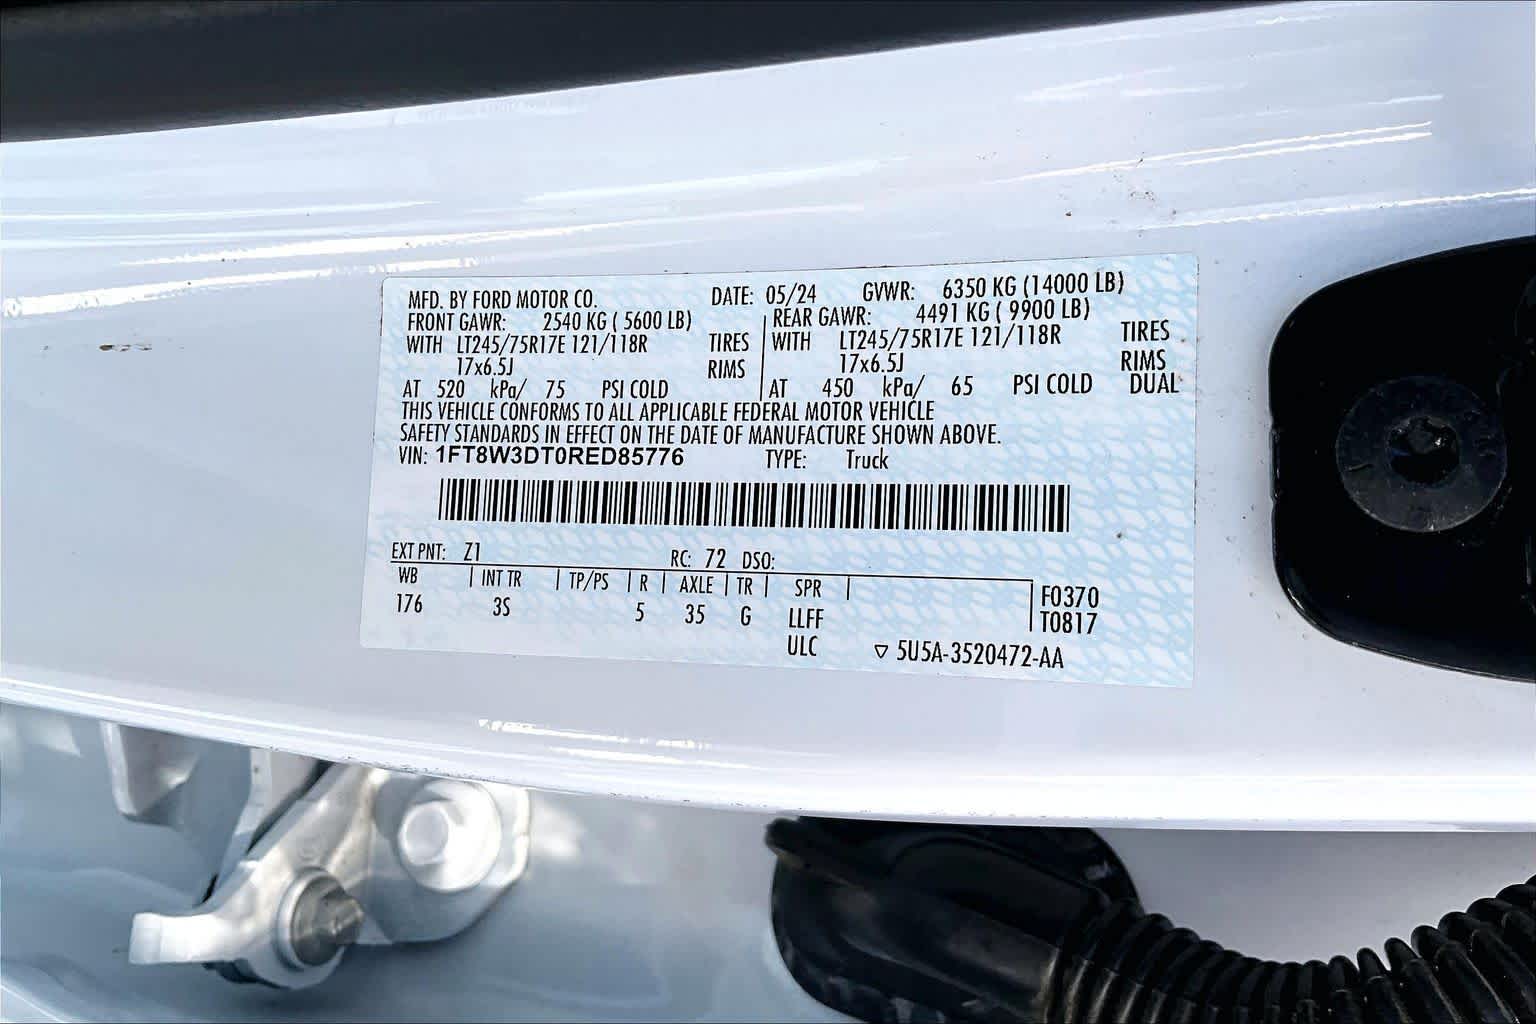 MFD. BY FORD MOTOR CO. DATE: 05/24 GVWR: 6350 KG (14000 LB)
FRONT GAWR: 2540 KG ( 5600 LB) REAR GAWR: 4491 KG ( 9900 LB)
WITH LT245/75R17E 121/118R TIRES WITH LT245/75R17E 121/118R TIRES
17x6.5J RIMS 17x6.5J RIMS
AT 520 kPa/ 75 PSI COLD AT 450 kPa/ 65 PSI COLD DUAL
THIS VEHICLE CONFORMS TO ALL APPLICABLE FEDERAL MOTOR VEHICLE
SAFETY STANDARDS IN EFFECT ON THE DATE OF MANUFACTURE SHOWN ABOVE.
VIN: 1FT8W3DT0RED85776 TYPE: Truck
EXT PNT: Z1 RC: 72 DSO:
WB INT TR TP/PS R AXLE TR SPR F0370
176 3S 5 35 G LLFF T0817
ULC ▽ 5U5A-3520472-AA